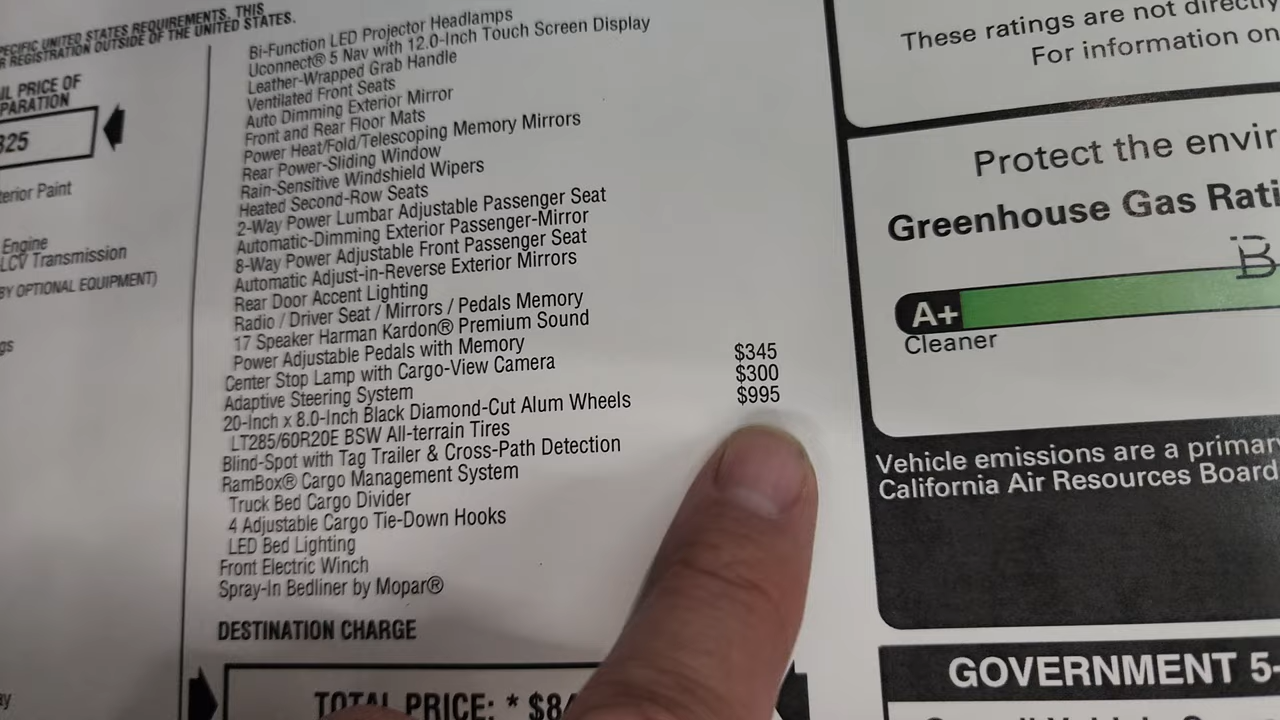 PECIFIC UNITED STATES REQUIREMENTS. THIS
R REGISTRATION OUTSIDE OF THE UNITED STATES.
IL PRICE OF
PARATION
325
terior Paint
Engine
LCV Transmission
BY OPTIONAL EQUIPMENT)
gs
Bi-Function LED Projector Headlamps
Uconnect® 5 Nav with 12.0-Inch Touch Screen Display
Leather-Wrapped Grab Handle
Ventilated Front Seats
Auto Dimming Exterior Mirror
Front and Rear Floor Mats
Power Heat/Fold/Telescoping Memory Mirrors
Rear Power-Sliding Window
Rain-Sensitive Windshield Wipers
Heated Second-Row Seats
2-Way Power Lumbar Adjustable Passenger Seat
Automatic-Dimming Exterior Passenger-Mirror
8-Way Power Adjustable Front Passenger Seat
Automatic Adjust-in-Reverse Exterior Mirrors
Rear Door Accent Lighting
Radio / Driver Seat / Mirrors / Pedals Memory
17 Speaker Harman Kardon® Premium Sound
Power Adjustable Pedals with Memory
Center Stop Lamp with Cargo-View Camera $345
Adaptive Steering System $300
20-Inch x 8.0-Inch Black Diamond-Cut Alum Wheels $995
LT285/60R20E BSW All-terrain Tires
Blind-Spot with Tag Trailer & Cross-Path Detection
RamBox® Cargo Management System
Truck Bed Cargo Divider
4 Adjustable Cargo Tie-Down Hooks
LED Bed Lighting
Front Electric Winch
Spray-In Bedliner by Mopar®
DESTINATION CHARGE
TOTAL PRICE: * $84
These ratings are not directly
For information on
Protect the envir
Greenhouse Gas Rati
B
A+
Cleaner
Vehicle emissions are a primar
California Air Resources Board
GOVERNMENT 5-